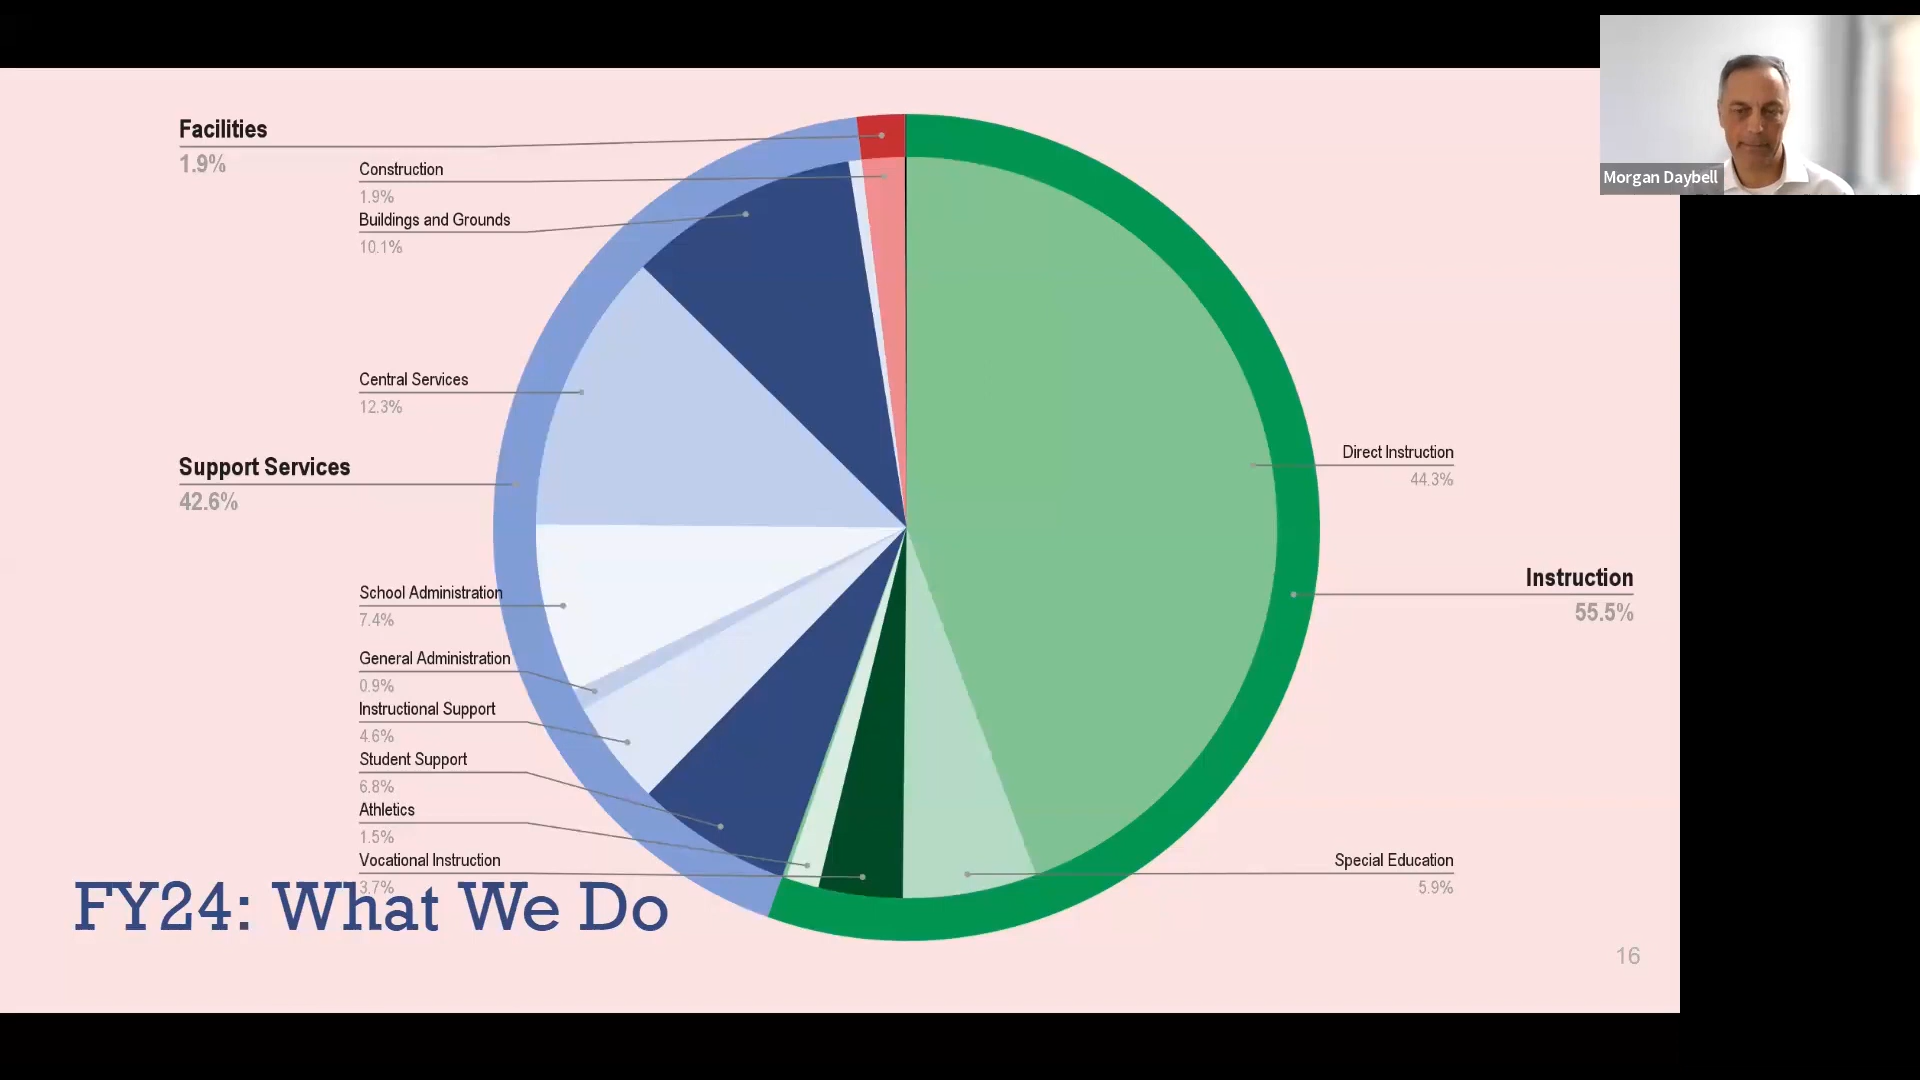 Morgan Daybell
Facilities
1.9%
Construction
1.9%
Buildings and Grounds
10.1%
Central Services
12.3%
Support Services
42.6%
School Administration
7.4%
General Administration
0.9%
Instructional Support
4.6%
Student Support
6.8%
Athletics
1.5%
Vocational Instruction
3.7%
Direct Instruction
44.3%
Instruction
55.5%
Special Education
5.9%
FY24: What We Do
16